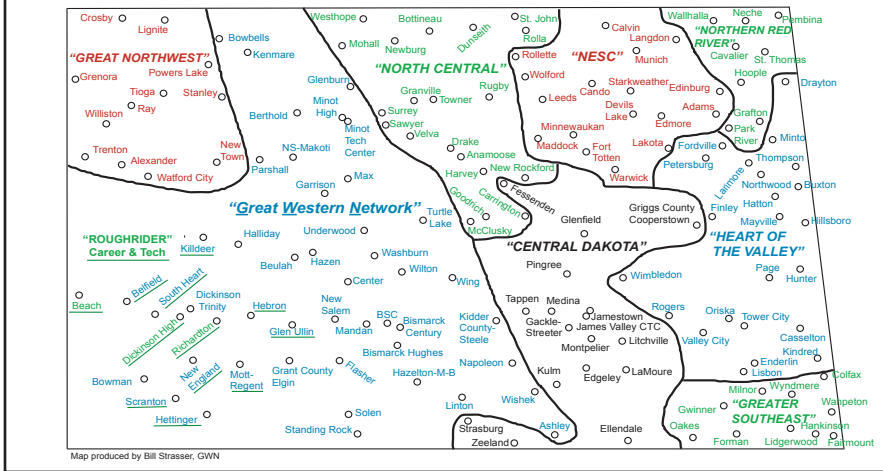 Crosby
Lignite
"GREAT NORTHWEST"
Powers Lake
Grenora
Tioga
Ray
Stanley
Williston
Trenton
Alexander
New
Town
Watford City
Bowbells
Kenmare
Glenburn
Minot
High
Berthold
Minot
Tech
Center
NS-Makoti
Parshall
Max
Garrison
"Great Western Network"
Turtle
Lake
Underwood
Halliday
Washburn
Hazen
Beulah
Wilton
Center
Wing
"ROUGHRIDER"
Career & Tech
Killdeer
Beach
Belfield
South Heart
Dickinson
Trinity
Dickinson High
Richardton
Hebron
Glen Ullin
New
Salem
Mandan
BSC
Bismarck
Century
Bismarck Hughes
Kidder
County-
Steele
New
England
Mott-
Regent
Grant County
Elgin
Flasher
Hazelton-M-B
Napoleon
Bowman
Scranton
Hettinger
Solen
Standing Rock
Linton
Wishek
Ashley
Strasburg
Zeeland
Westhope
Bottineau
Dunseith
St. John
Rolla
Mohall
Newburg
"NORTH CENTRAL"
Granville
Towner
Rugby
Surrey
Sawyer
Velva
Drake
Anamoose
Harvey
New Rockford
Goodrich
Carrington
Fessenden
McClusky
Rollette
Wolford
"NESC"
Calvin
Langdon
Munich
Starkweather
Cando
Edinburg
Leeds
Devils
Lake
Adams
Edmore
Minnewaukan
Maddock
Fort
Totten
Lakota
Warwick
Walhalla
Neche
Pembina
"NORTHERN RED
RIVER"
Cavalier
St. Thomas
Hoople
Drayton
Grafton
Park
River
Minto
Fordville
Petersburg
Larimore
Thompson
Northwood
Buxton
Hatton
Finley
Mayville
Hillsboro
"HEART OF
THE VALLEY"
Page
Hunter
Griggs County
Cooperstown
Glenfield
"CENTRAL DAKOTA"
Pingree
Wimbledon
Tappen
Medina
Jamestown
James Valley CTC
Gackle-
Streeter
Litchville
Montpelier
Kulm
Edgeley
LaMoure
Ellendale
Rogers
Oriska
Tower City
Valley City
Casselton
Kindred
Enderlin
Lisbon
Colfax
Milnor
Wyndmere
Wahpeton
Gwinner
"GREATER
SOUTHEAST"
Oakes
Hankinson
Forman
Lidgerwood
Fairmount
Map produced by Bill Strasser, GWN